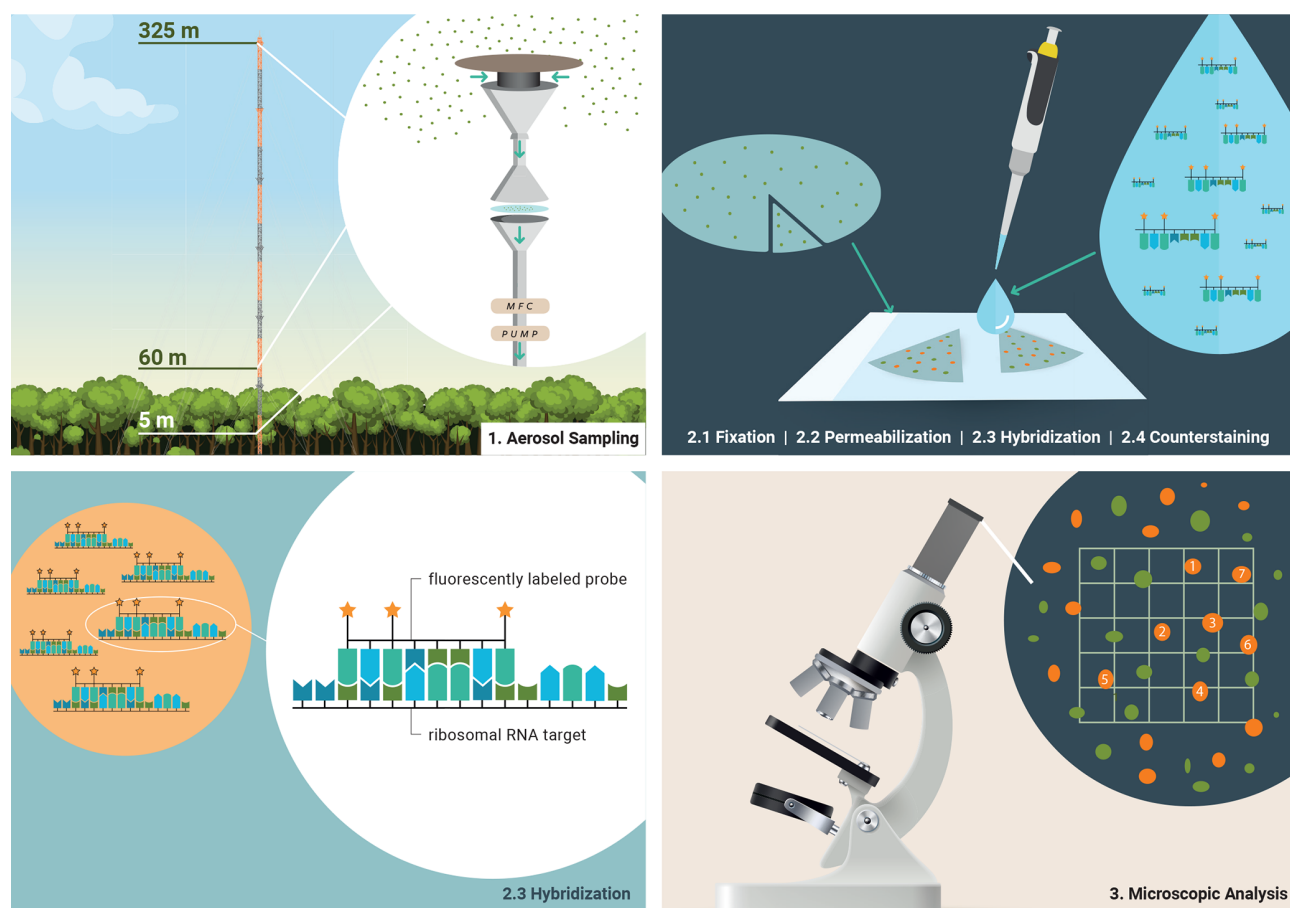 325 m
60 m
5 m
MFC
PUMP
1. Aerosol Sampling
2.1 Fixation | 2.2 Permeabilization | 2.3 Hybridization | 2.4 Counterstaining
fluorescently labeled probe
ribosomal RNA target
2.3 Hybridization
1
7
3
2
6
5
4
3. Microscopic Analysis